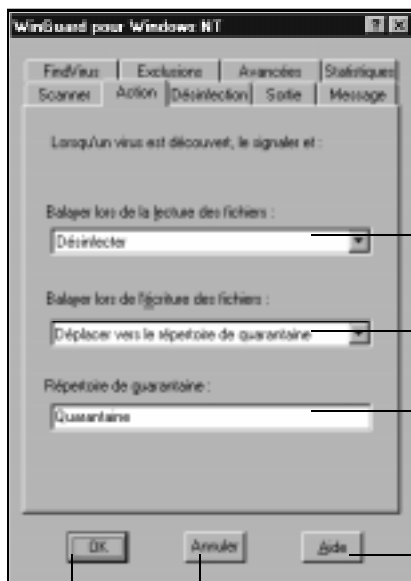 WinGuard pour Windows NT
FindVirus Exclusions Avancées Statistiques
Scanner Action Désinfection Sortie Message
Lorsqu'un virus est découvert, le signaler et :
Balayer lors de la lecture des fichiers :
Désinfecter
Balayer lors de l'écriture des fichiers :
Déplacer vers le répertoire de quarantaine
Répertoire de quarantaine :
Quarantaine
OK Annuler Aide